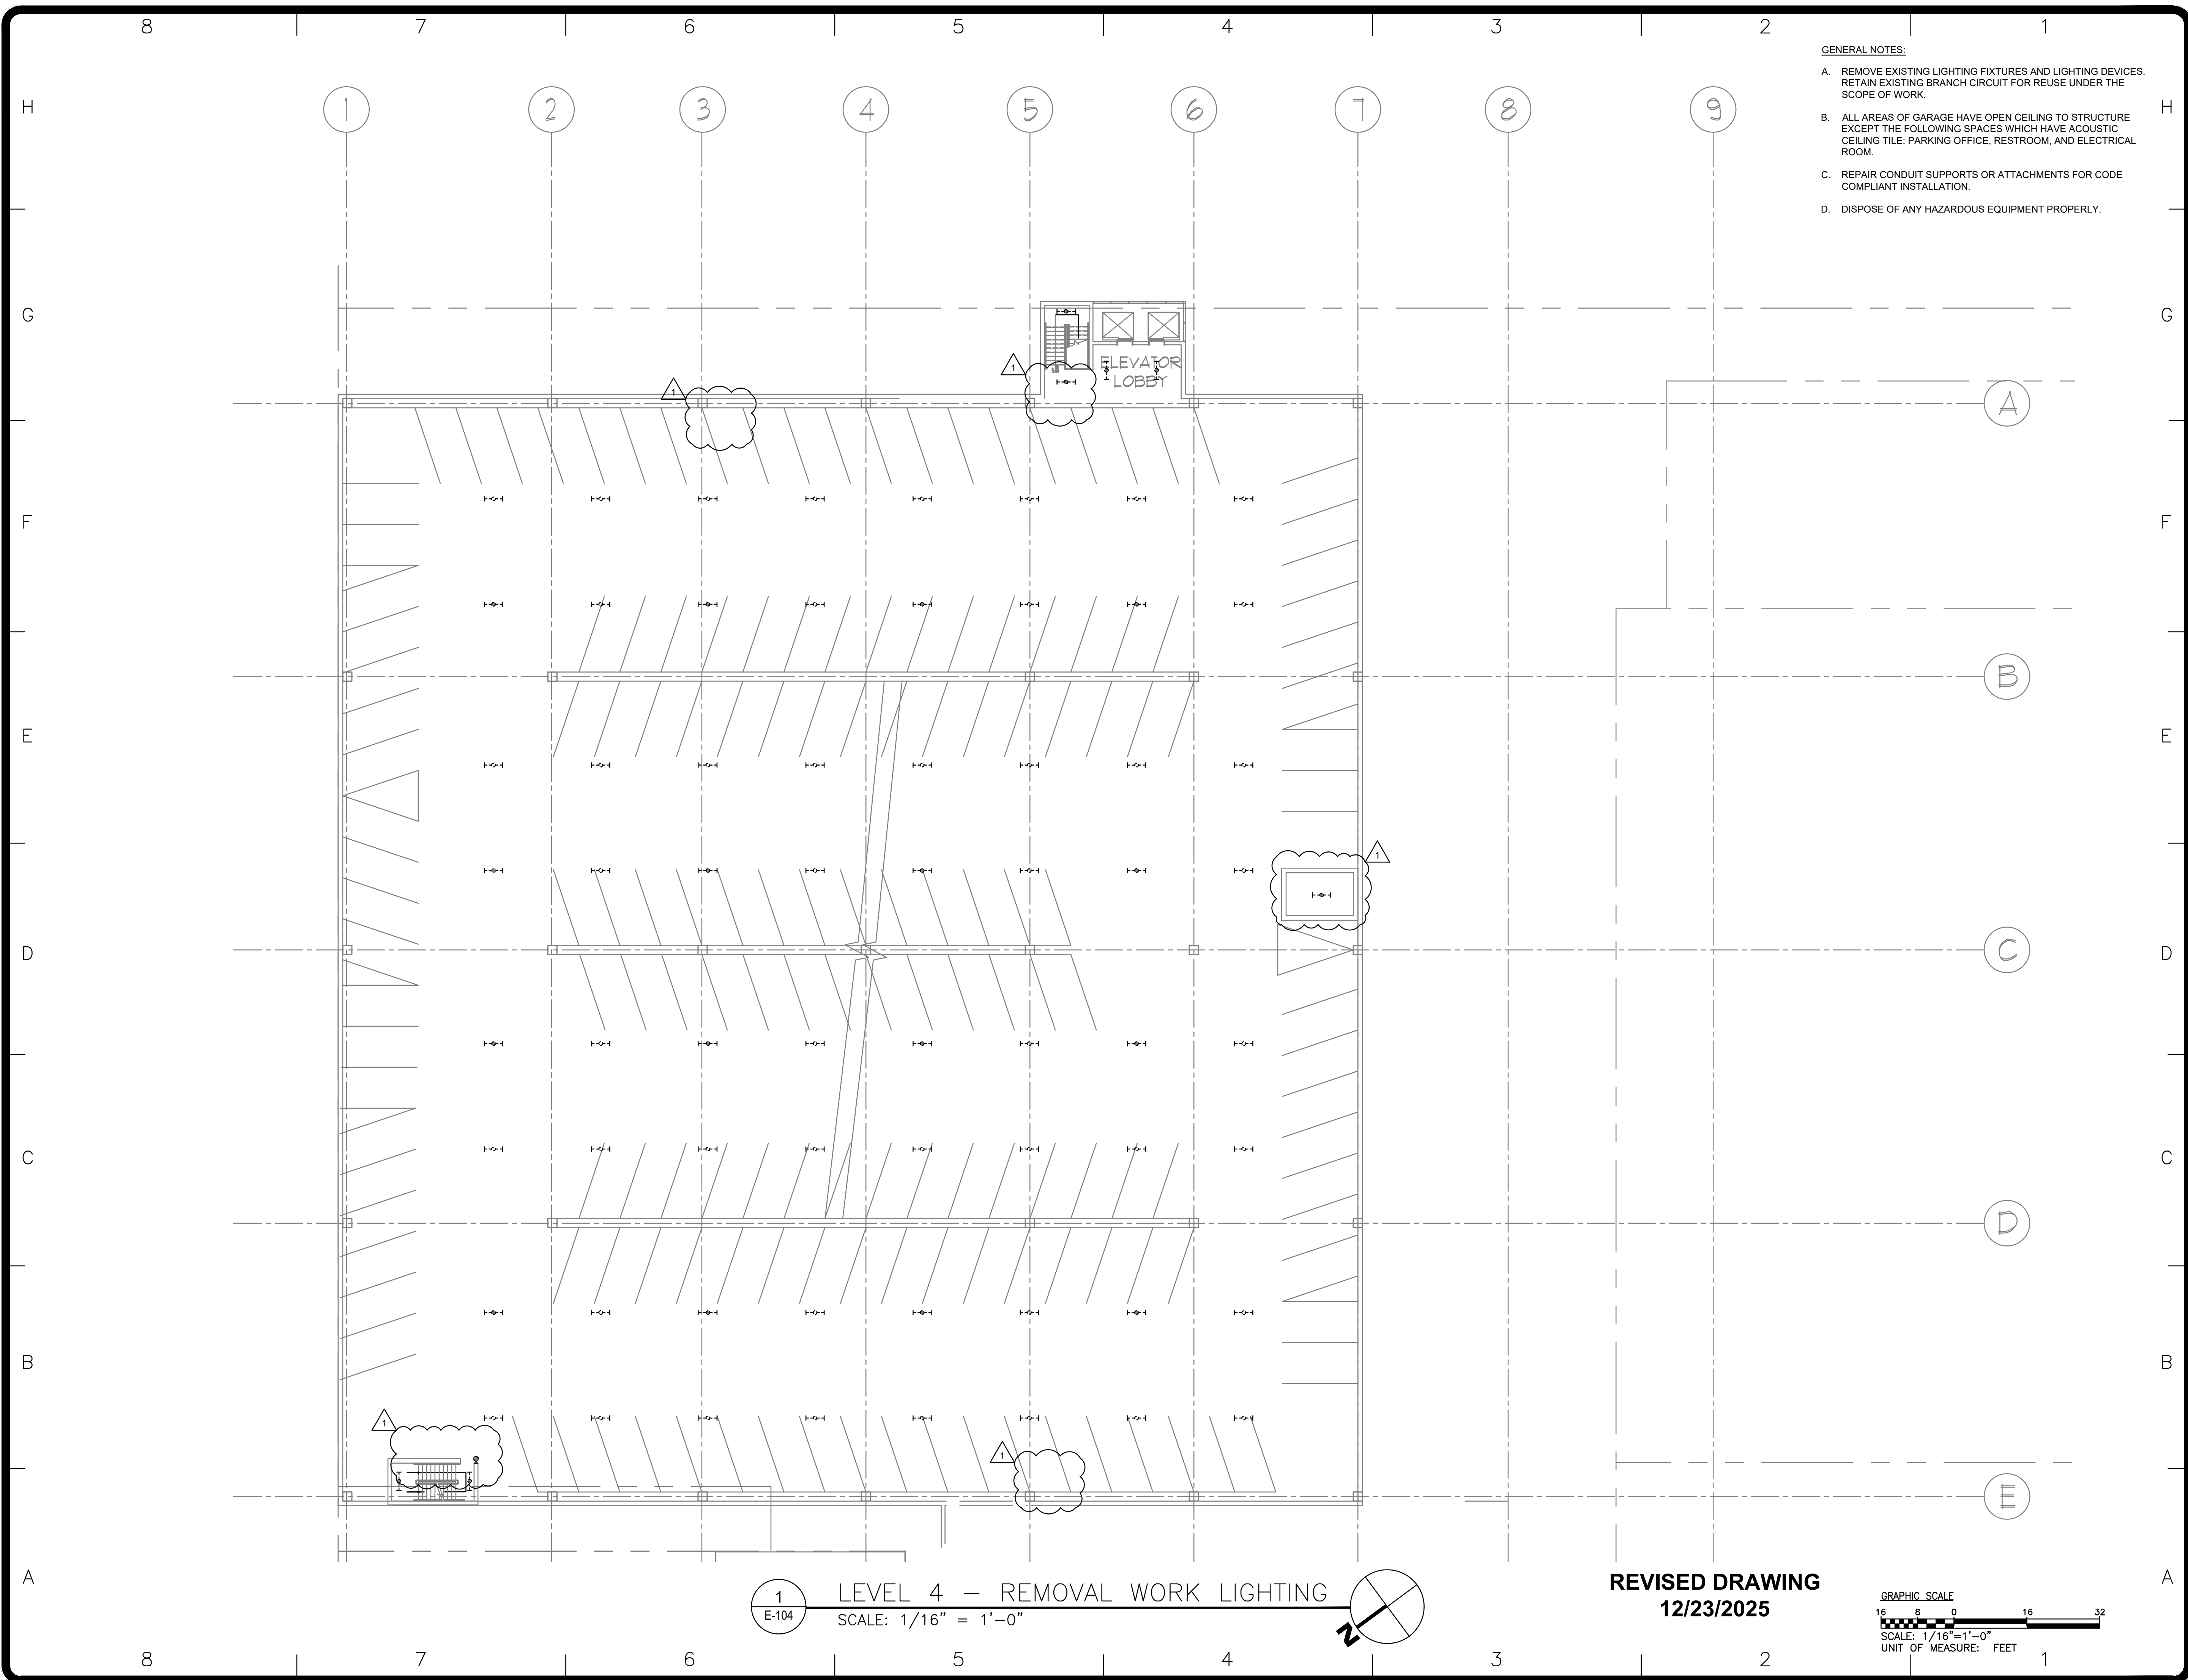 8 7 6 5 4 3 2 1
GENERAL NOTES:
A. REMOVE EXISTING LIGHTING FIXTURES AND LIGHTING DEVICES.
RETAIN EXISTING BRANCH CIRCUIT FOR REUSE UNDER THE
SCOPE OF WORK.
B. ALL AREAS OF GARAGE HAVE OPEN CEILING TO STRUCTURE
EXCEPT THE FOLLOWING SPACES WHICH HAVE ACOUSTIC
CEILING TILE: PARKING OFFICE, RESTROOM, AND ELECTRICAL
ROOM.
C. REPAIR CONDUIT SUPPORTS OR ATTACHMENTS FOR CODE
COMPLIANT INSTALLATION.
D. DISPOSE OF ANY HAZARDOUS EQUIPMENT PROPERLY.
H H
1 2 3 4 5 6 7 8 9
G G
ELEVATOR
LOBBY
1
1
A
F F
B
E E
1
D D
C
C C
D
B B
1
1
E
A A
1
E-104
LEVEL 4 – REMOVAL WORK LIGHTING
SCALE: 1/16" = 1'–0"
N
REVISED DRAWING
12/23/2025
GRAPHIC SCALE
16 8 0 16 32
SCALE: 1/16"=1'–0"
UNIT OF MEASURE: FEET
8 7 6 5 4 3 2 1